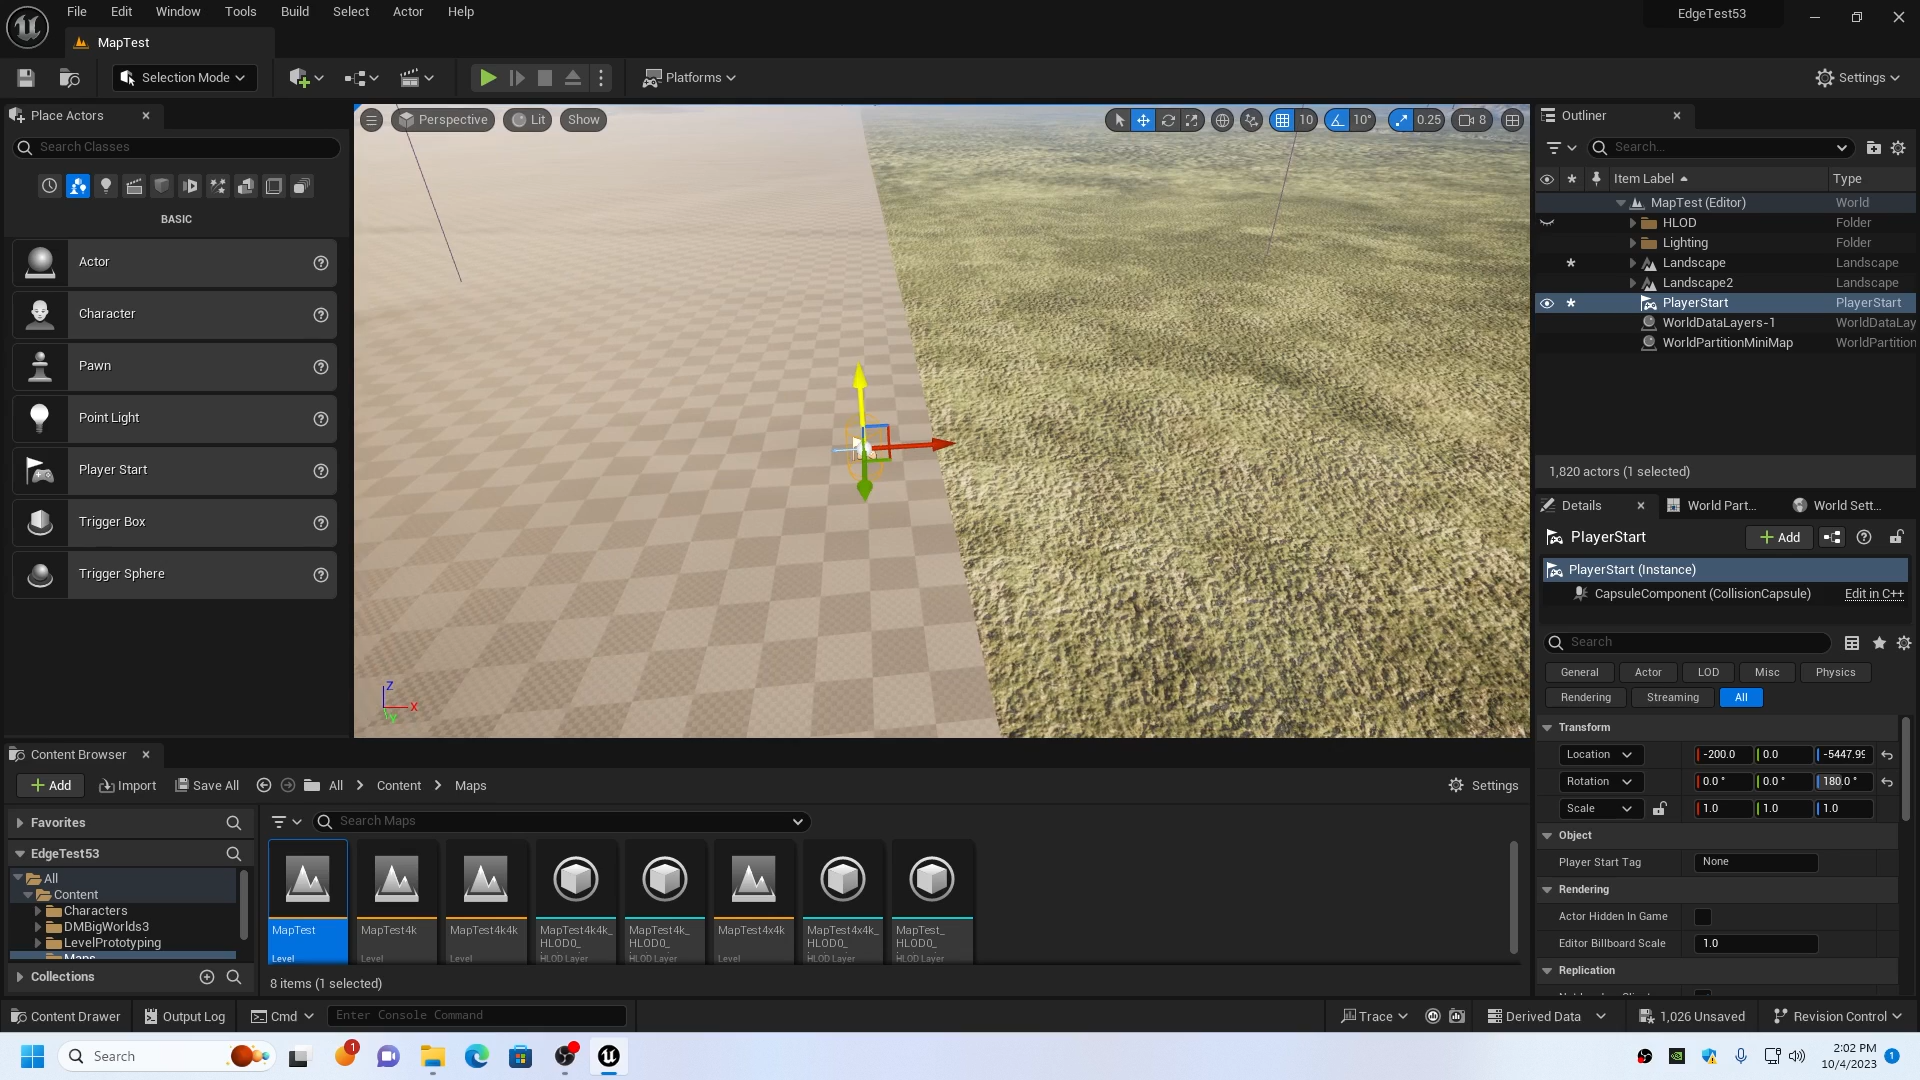 File Edit Window Tools Build Select Actor Help
EdgeTest53
MapTest
Selection Mode
Platforms
Settings
Place Actors
Search Classes
BASIC
Actor
Character
Pawn
Point Light
Player Start
Trigger Box
Trigger Sphere
Perspective
Lit
Show
10
10°
0.25
8
Z
X
Y
Outliner
Search...
Item Label
Type
MapTest (Editor) World
HLOD Folder
Lighting Folder
Landscape Landscape
Landscape2 Landscape
PlayerStart PlayerStart
WorldDataLayers-1 WorldDataLay
WorldPartitionMiniMap WorldPartition
1,820 actors (1 selected)
Details
World Part...
World Sett...
PlayerStart
Add
PlayerStart (Instance)
CapsuleComponent (CollisionCapsule) Edit in C++
Search
General Actor LOD Misc Physics
Rendering Streaming All
Transform
Location -200.0 0.0 -5447.99
Rotation 0.0 ° 0.0 ° 180.0 °
Scale 1.0 1.0 1.0
Object
Player Start Tag None
Rendering
Actor Hidden In Game
Editor Billboard Scale 1.0
Replication
Content Browser
Add Import Save All All Content Maps Settings
Favorites
EdgeTest53
All
Content
Characters
DMBigWorlds3
LevelPrototyping
Maps
Collections
Search Maps
MapTest
Level
MapTest4k
Level
MapTest4k4k
Level
MapTest4k4k_
HLOD0_
HLOD Layer
MapTest4k_
HLOD0_
HLOD Layer
MapTest4x4k
Level
MapTest4x4k_
HLOD0_
HLOD Layer
MapTest_
HLOD0_
HLOD Layer
8 items (1 selected)
Content Drawer Output Log Cmd Enter Console Command Trace Derived Data 1,026 Unsaved Revision Control
Search
1
2:02 PM
10/4/2023
1